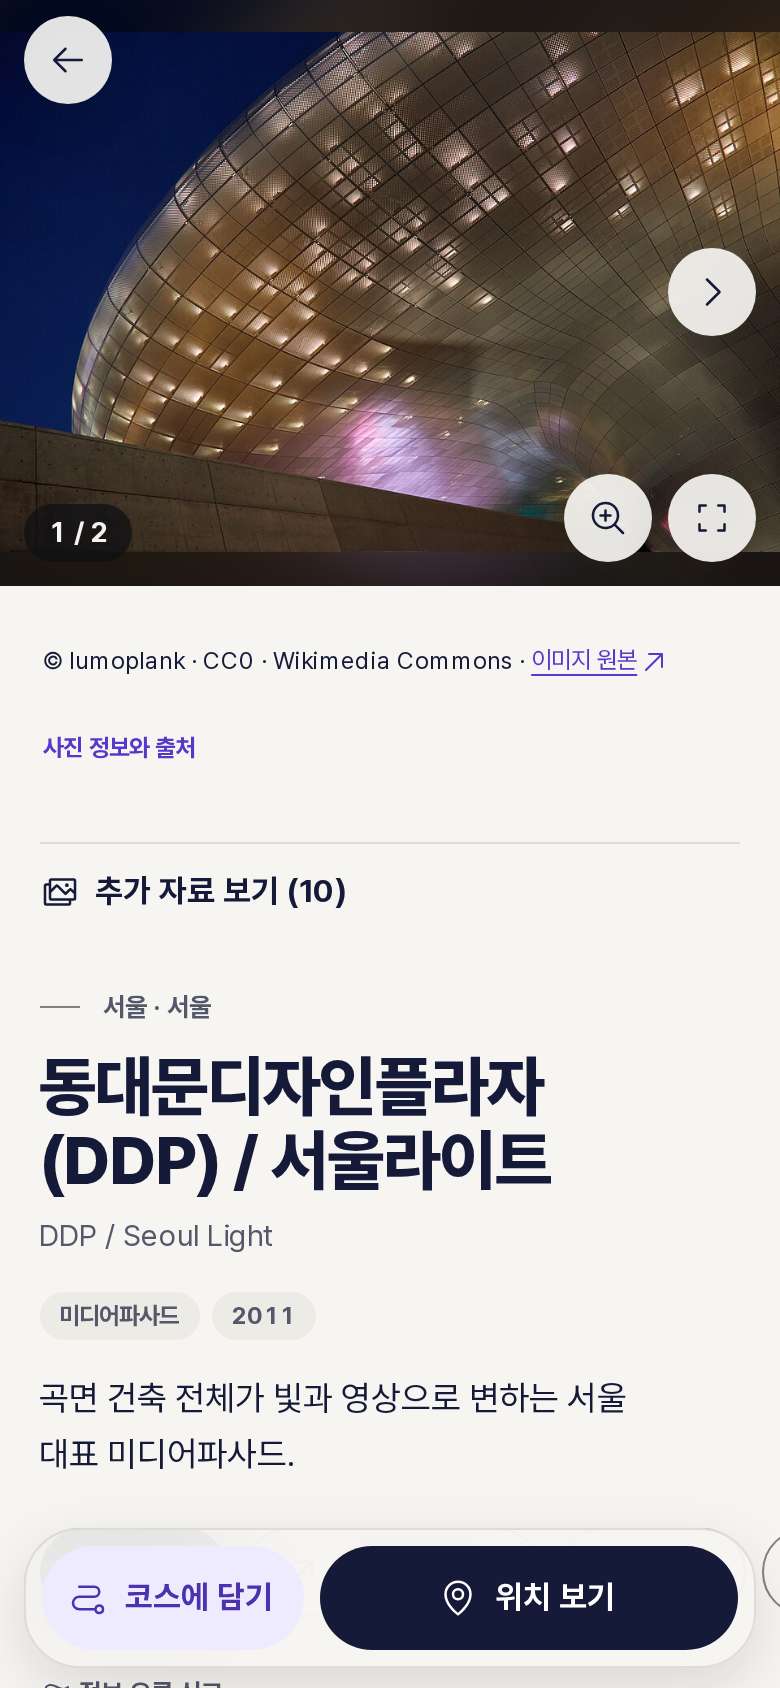 1 / 2
© lumoplank · CC0 · Wikimedia Commons · 이미지 원본
사진 정보와 출처
추가 자료 보기 (10)
서울 · 서울
동대문디자인플라자
(DDP) / 서울라이트
DDP / Seoul Light
미디어파사드 2011
곡면 건축 전체가 빛과 영상으로 변하는 서울
대표 미디어파사드.
코스에 담기 위치 보기